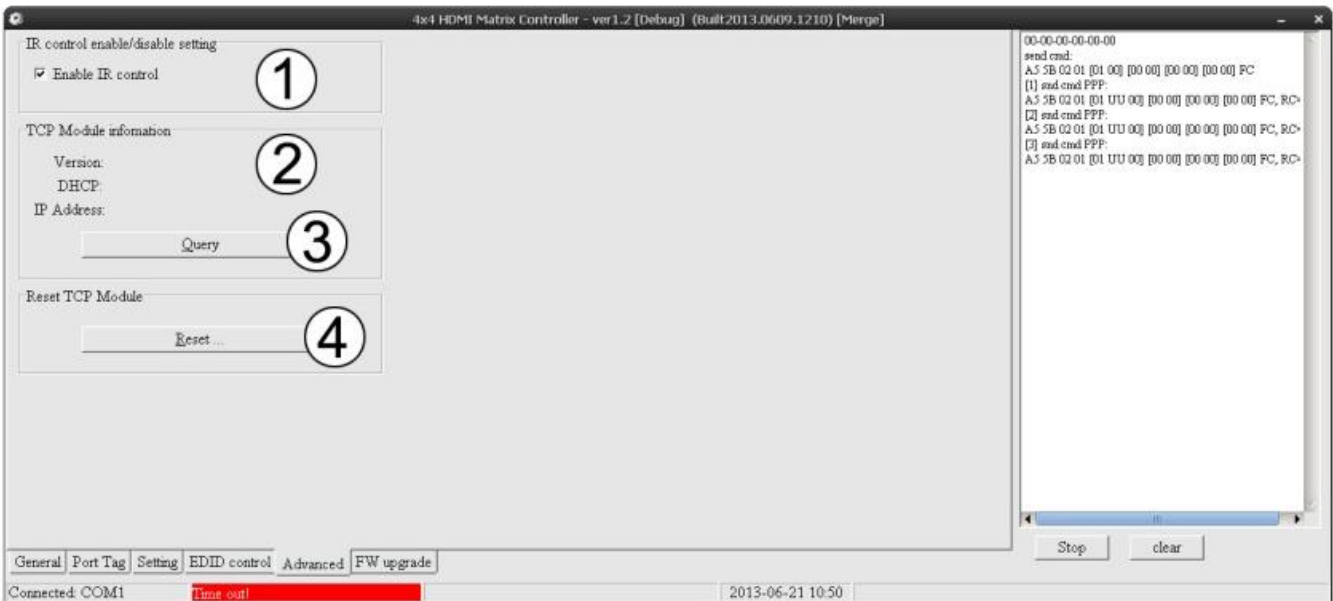 4x4 HDMI Matrix Controller - ver1.2 [Debug] (Built2013.0609.1210) [Merge]
IR control enable/disable setting
Enable IR control
1
TCP Module infomation
Version:
DHCP:
IP Address:
2
Query
3
Reset TCP Module
Reset ...
4
00-00-00-00-00-00
send cmd:
A5 5B 02 01 [01 00] [00 00] [00 00] [00 00] FC
[1] snd cmd PPP:
A5 5B 02 01 [01 UU 00] [00 00] [00 00] [00 00] FC, RC
[2] snd cmd PPP:
A5 5B 02 01 [01 UU 00] [00 00] [00 00] [00 00] FC, RC
[3] snd cmd PPP:
A5 5B 02 01 [01 UU 00] [00 00] [00 00] [00 00] FC, RC
Stop
clear
General
Port Tag
Setting
EDID control
Advanced
FW upgrade
Connected: COM1
Time out!
2013-06-21 10:50